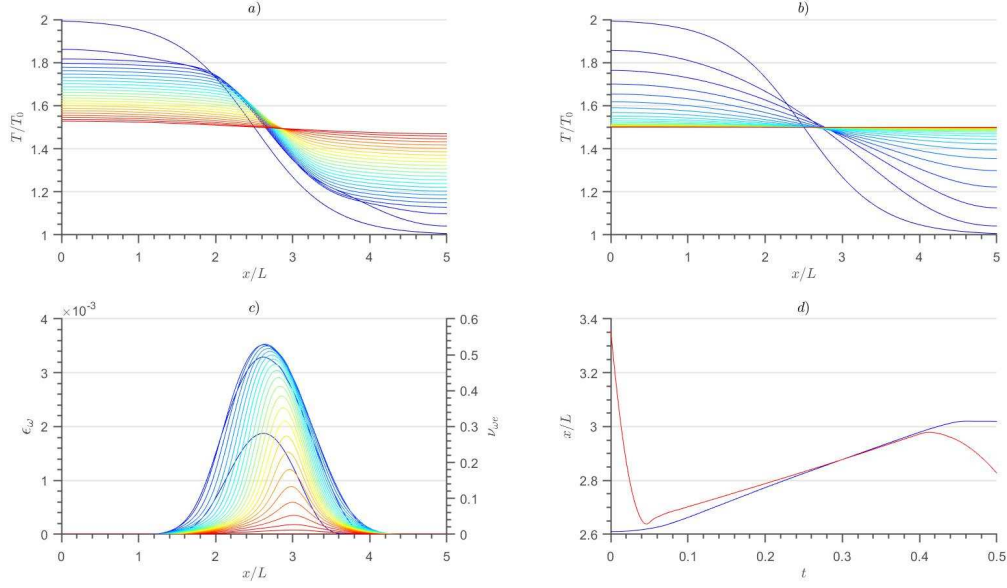 a)
2
1.8
1.6
1.4
1.2
1
T/T₀
0 1 2 3 4 5
x/L
b)
2
1.8
1.6
1.4
1.2
1
T/T₀
0 1 2 3 4 5
x/L
c)
×10⁻³
4
3
2
1
0
ϵ_ω
0.6
0.5
0.4
0.3
0.2
0.1
0
ν_ωe
0 1 2 3 4 5
x/L
d)
3.4
3.2
3
2.8
2.6
x/L
0 0.1 0.2 0.3 0.4 0.5
t